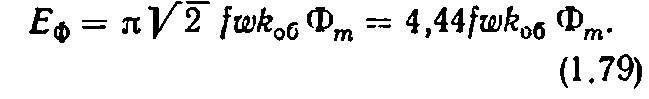 E_Ф = π√2 fwk_об Ф_m = 4,44fwk_об Ф_m.
(1.79)